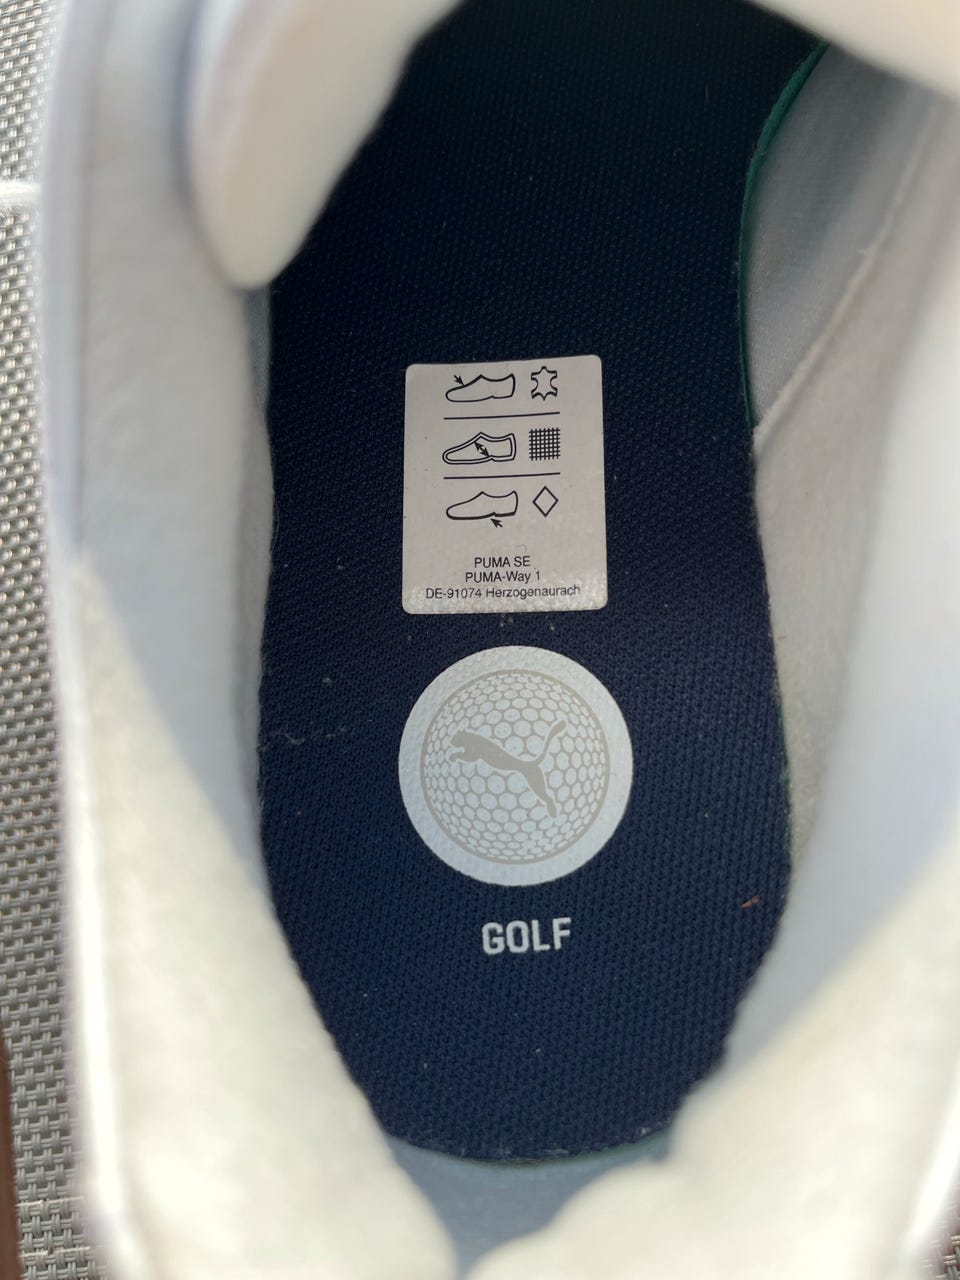 PUMA SE
PUMA-Way 1
DE-91074 Herzogenaurach
GOLF